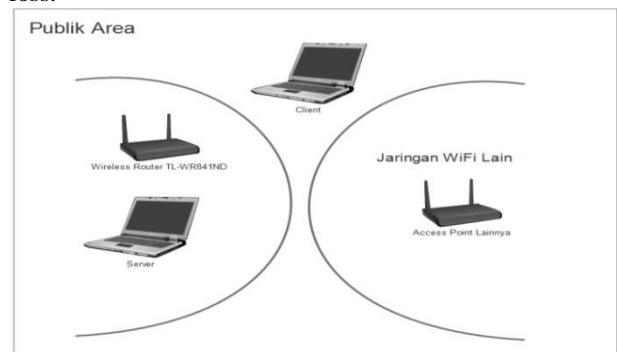 Publik Area
Client
Wireless Router TL-WR841ND
Jaringan WiFi Lain
Access Point Lainnya
Server